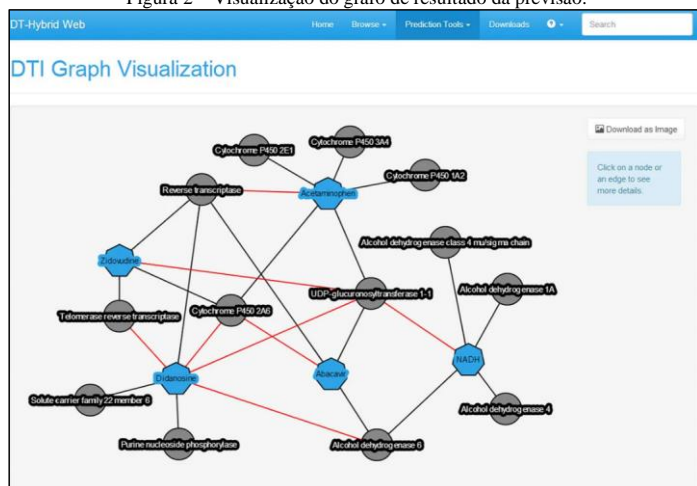 Figura 2 – Visualização do grafo de resultado da previsão.
DT-Hybrid Web
Home
Browse
Prediction Tools
Downloads
?
Search
DTI Graph Visualization
Download as Image
Click on a node or
an edge to see
more details.
Cytochrome P450 2E1
Cytochrome P450 3A4
Cytochrome P450 1A2
Reverse transcriptase
Acetaminophen
Alcohol dehydrogenase class 4 mu/sigma chain
Zidovudine
UDP-glucuronosyltransferase 1-1
Alcohol dehydrogenase 1A
Telomerase reverse transcriptase
Cytochrome P450 2A6
NADH
Didanosine
Abacavir
Solute carrier family 22 member 6
Alcohol dehydrogenase 4
Purine nucleoside phosphorylase
Alcohol dehydrogenase 6